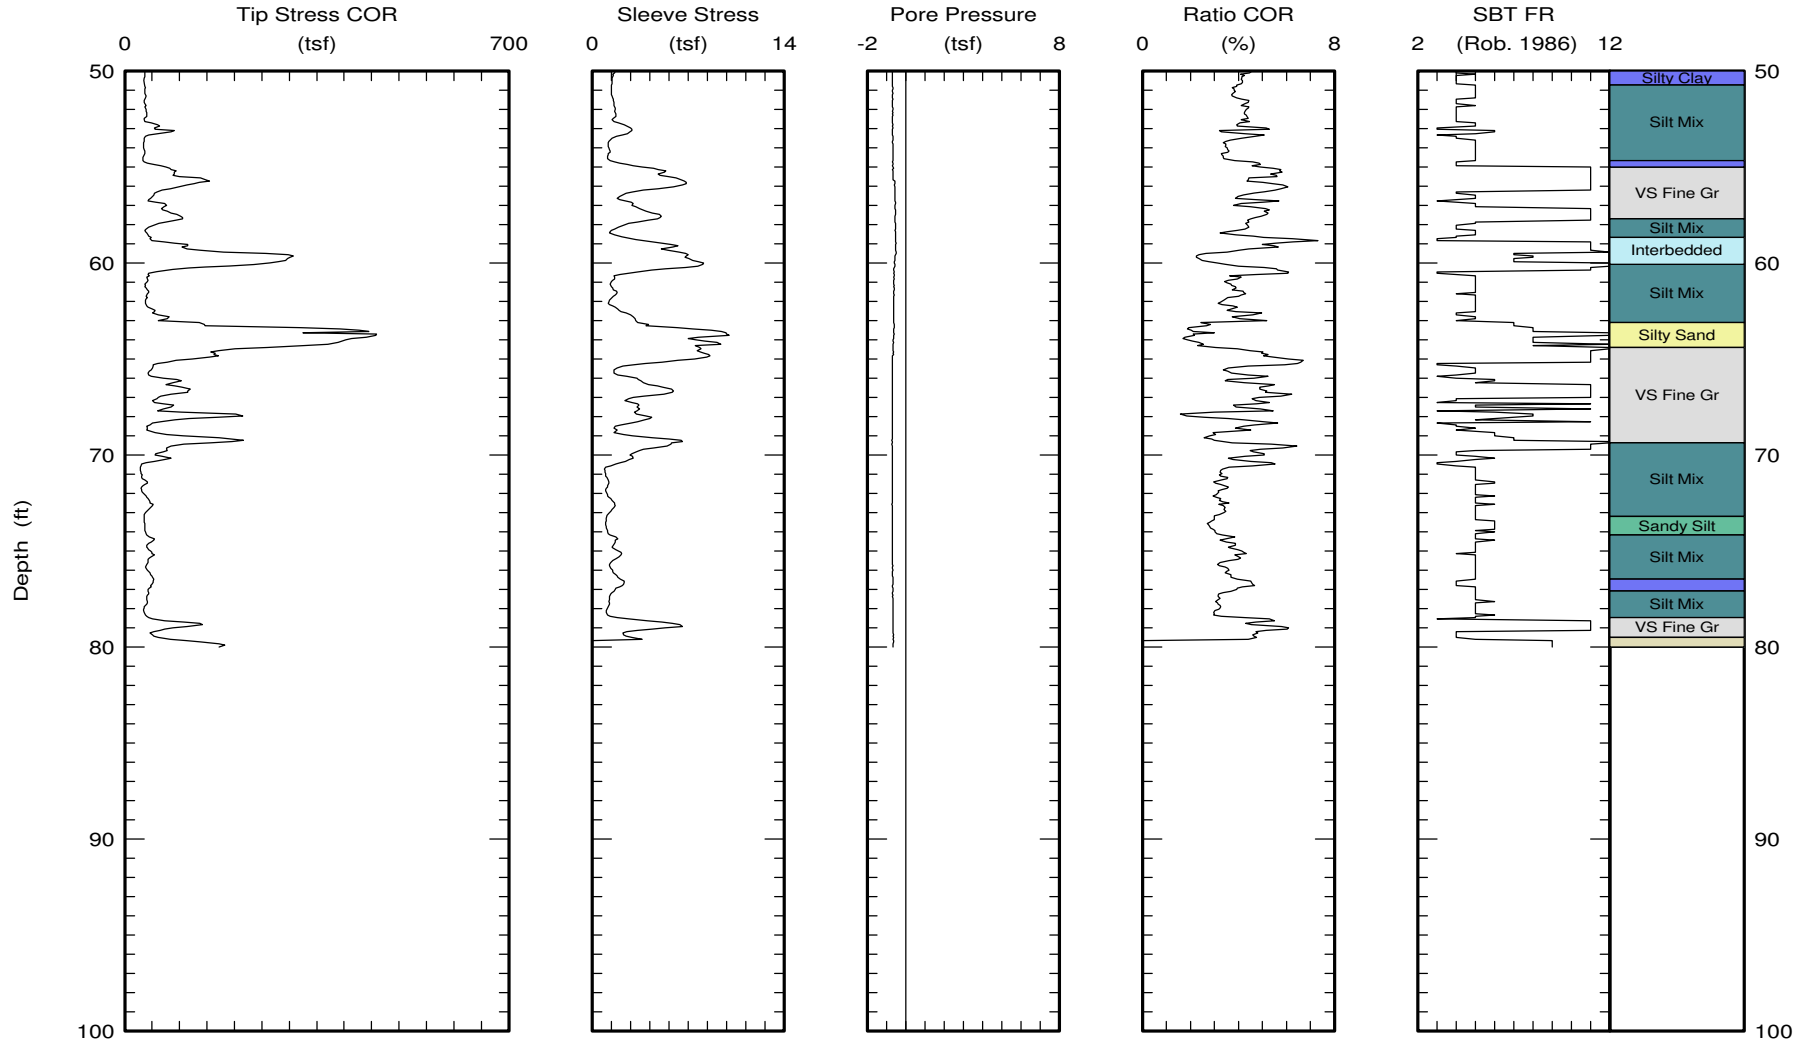 Tip Stress COR Sleeve Stress Pore Pressure Ratio COR SBT FR
0 (tsf) 700 0 (tsf) 14 -2 (tsf) 8 0 (%) 8 2 (Rob. 1986) 12
50 50
Silty Clay
Silt Mix
VS Fine Gr
Silt Mix
Interbedded
60 60
Silt Mix
Silty Sand
VS Fine Gr
70 70
Silt Mix
Sandy Silt
Silt Mix
Depth (ft)
Silt Mix
VS Fine Gr
80 80
90 90
100 100